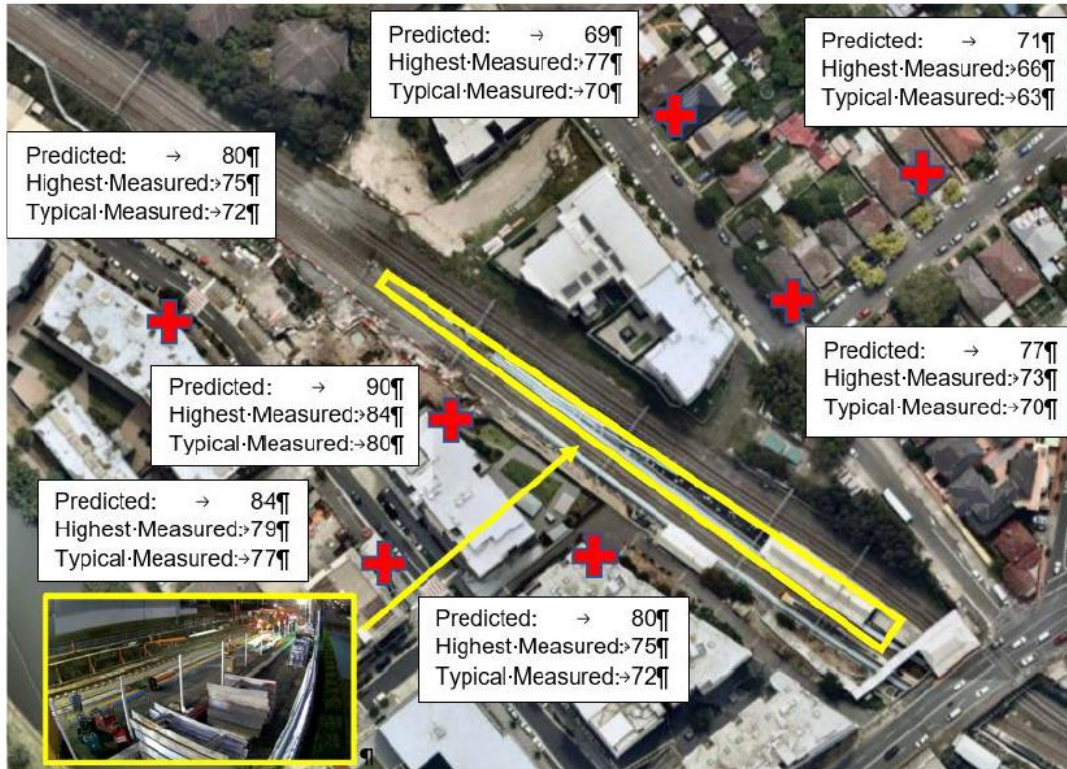 Predicted: → 69¶
Highest·Measured:→77¶
Typical·Measured:→70¶
Predicted: → 71¶
Highest·Measured:→66¶
Typical·Measured:→63¶
Predicted: → 80¶
Highest·Measured:→75¶
Typical·Measured:→72¶
Predicted: → 77¶
Highest·Measured:→73¶
Typical·Measured:→70¶
Predicted: → 90¶
Highest·Measured:→84¶
Typical·Measured:→80¶
Predicted: → 84¶
Highest·Measured:→79¶
Typical·Measured:→77¶
Predicted: → 80¶
Highest·Measured:→75¶
Typical·Measured:→72¶
¶